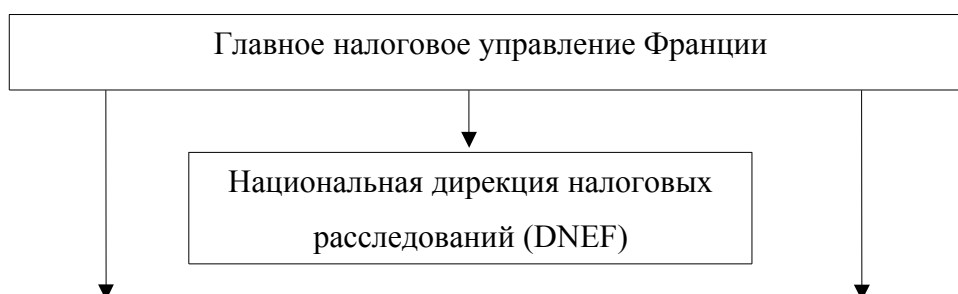 Главное налоговое управление Франции
Национальная дирекция налоговых
расследований (DNEF)